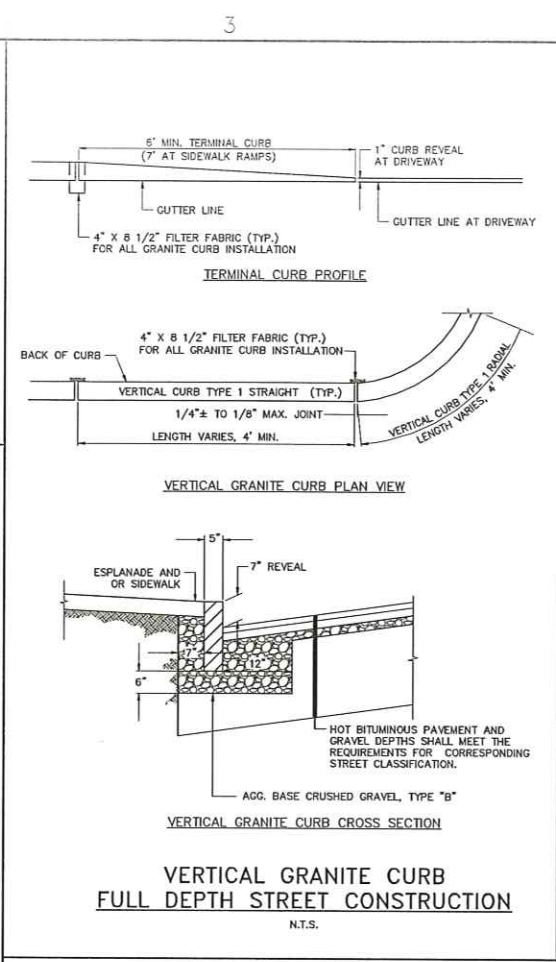 3
6' MIN. TERMINAL CURB
(7' AT SIDEWALK RAMPS)
1" CURB REVEAL
AT DRIVEWAY
GUTTER LINE
GUTTER LINE AT DRIVEWAY
4" X 8 1/2" FILTER FABRIC (TYP.)
FOR ALL GRANITE CURB INSTALLATION
TERMINAL CURB PROFILE
4" X 8 1/2" FILTER FABRIC (TYP.)
FOR ALL GRANITE CURB INSTALLATION
BACK OF CURB
VERTICAL CURB TYPE 1 STRAIGHT (TYP.)
1/4"± TO 1/8" MAX. JOINT
LENGTH VARIES, 4' MIN.
VERTICAL CURB TYPE 1 RADIAL
LENGTH VARIES, 4' MIN.
VERTICAL GRANITE CURB PLAN VIEW
5"
7" REVEAL
ESPLANADE AND
OR SIDEWALK
7"
12"
6"
HOT BITUMINOUS PAVEMENT AND
GRAVEL DEPTHS SHALL MEET THE
REQUIREMENTS FOR CORRESPONDING
STREET CLASSIFICATION.
AGG. BASE CRUSHED GRAVEL, TYPE "B"
VERTICAL GRANITE CURB CROSS SECTION
VERTICAL GRANITE CURB
FULL DEPTH STREET CONSTRUCTION
N.T.S.